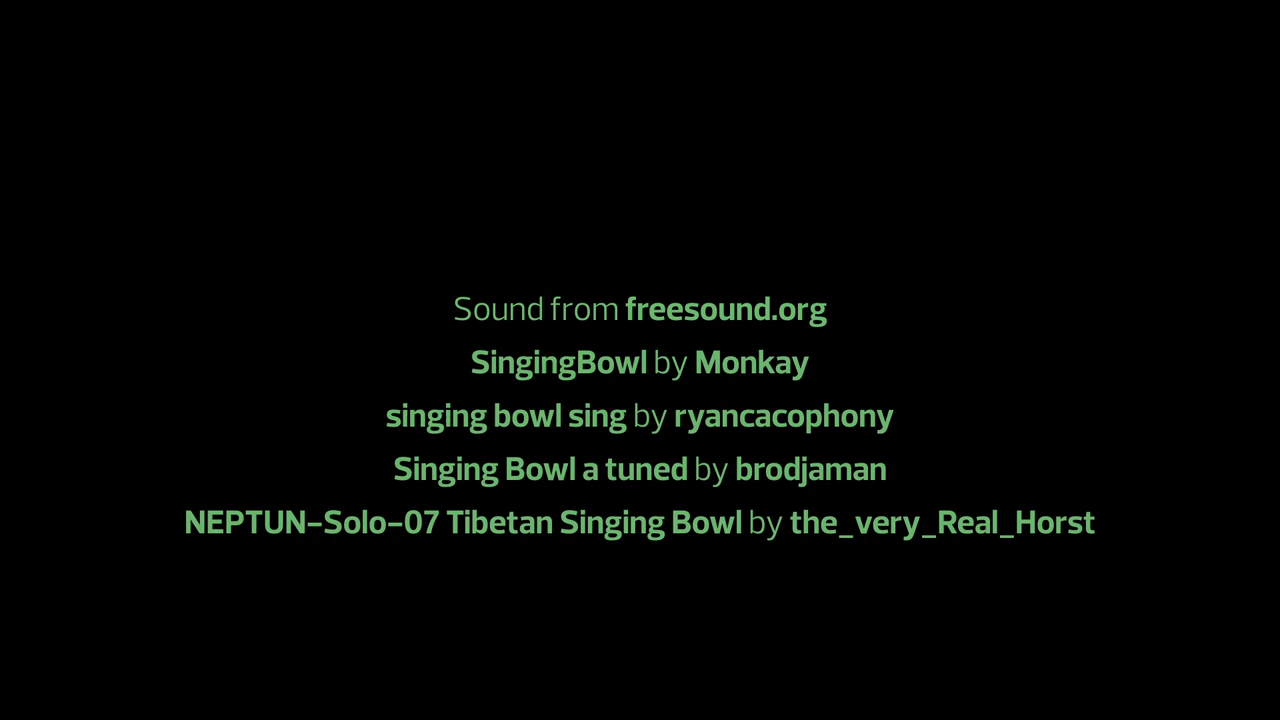 Sound from freesound.org
SingingBowl by Monkay
singing bowl sing by ryancacophony
Singing Bowl a tuned by brodjaman
NEPTUN-Solo-07 Tibetan Singing Bowl by the_very_Real_Horst